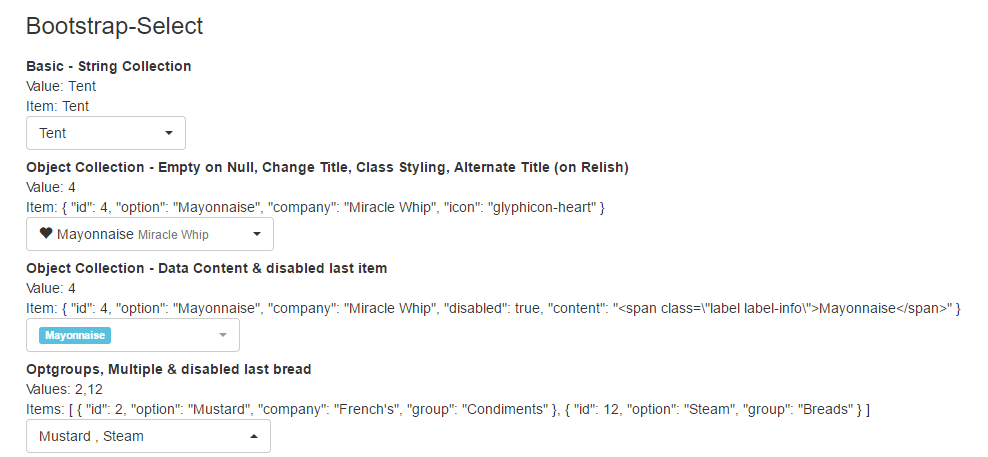 Bootstrap-Select
Basic - String Collection
Value: Tent
Item: Tent
Tent
Object Collection - Empty on Null, Change Title, Class Styling, Alternate Title (on Relish)
Value: 4
Item: { "id": 4, "option": "Mayonnaise", "company": "Miracle Whip", "icon": "glyphicon-heart" }
Mayonnaise Miracle Whip
Object Collection - Data Content & disabled last item
Value: 4
Item: { "id": 4, "option": "Mayonnaise", "company": "Miracle Whip", "disabled": true, "content": "<span class=\"label label-info\">Mayonnaise</span>" }
Mayonnaise
Optgroups, Multiple & disabled last bread
Values: 2,12
Items: [ { "id": 2, "option": "Mustard", "company": "French's", "group": "Condiments" }, { "id": 12, "option": "Steam", "group": "Breads" } ]
Mustard , Steam